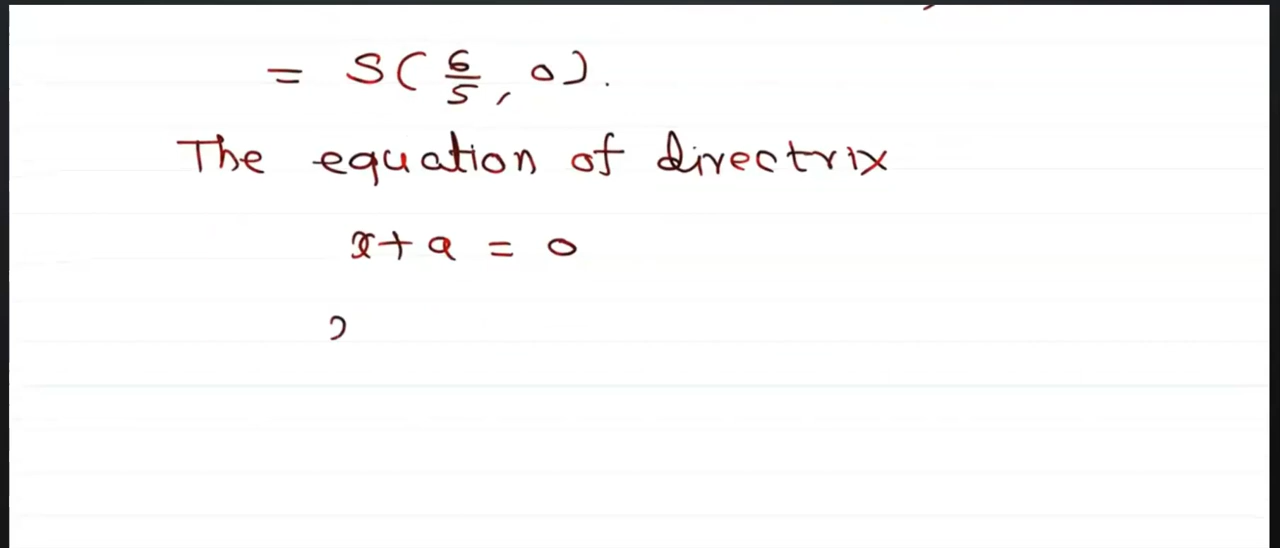 = S(6/5, 0).
The equation of directrix
x + a = 0